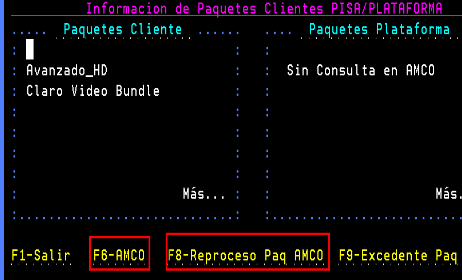 Informacion de Paquetes Clientes PISA/PLATAFORMA
Paquetes Cliente
Paquetes Plataforma
Avanzado_HD
Sin Consulta en AMCO
Claro Video Bundle
Más...
Más.
F1-Salir F6-AMCO F8-Reproceso Paq AMCO F9-Excedente Paq